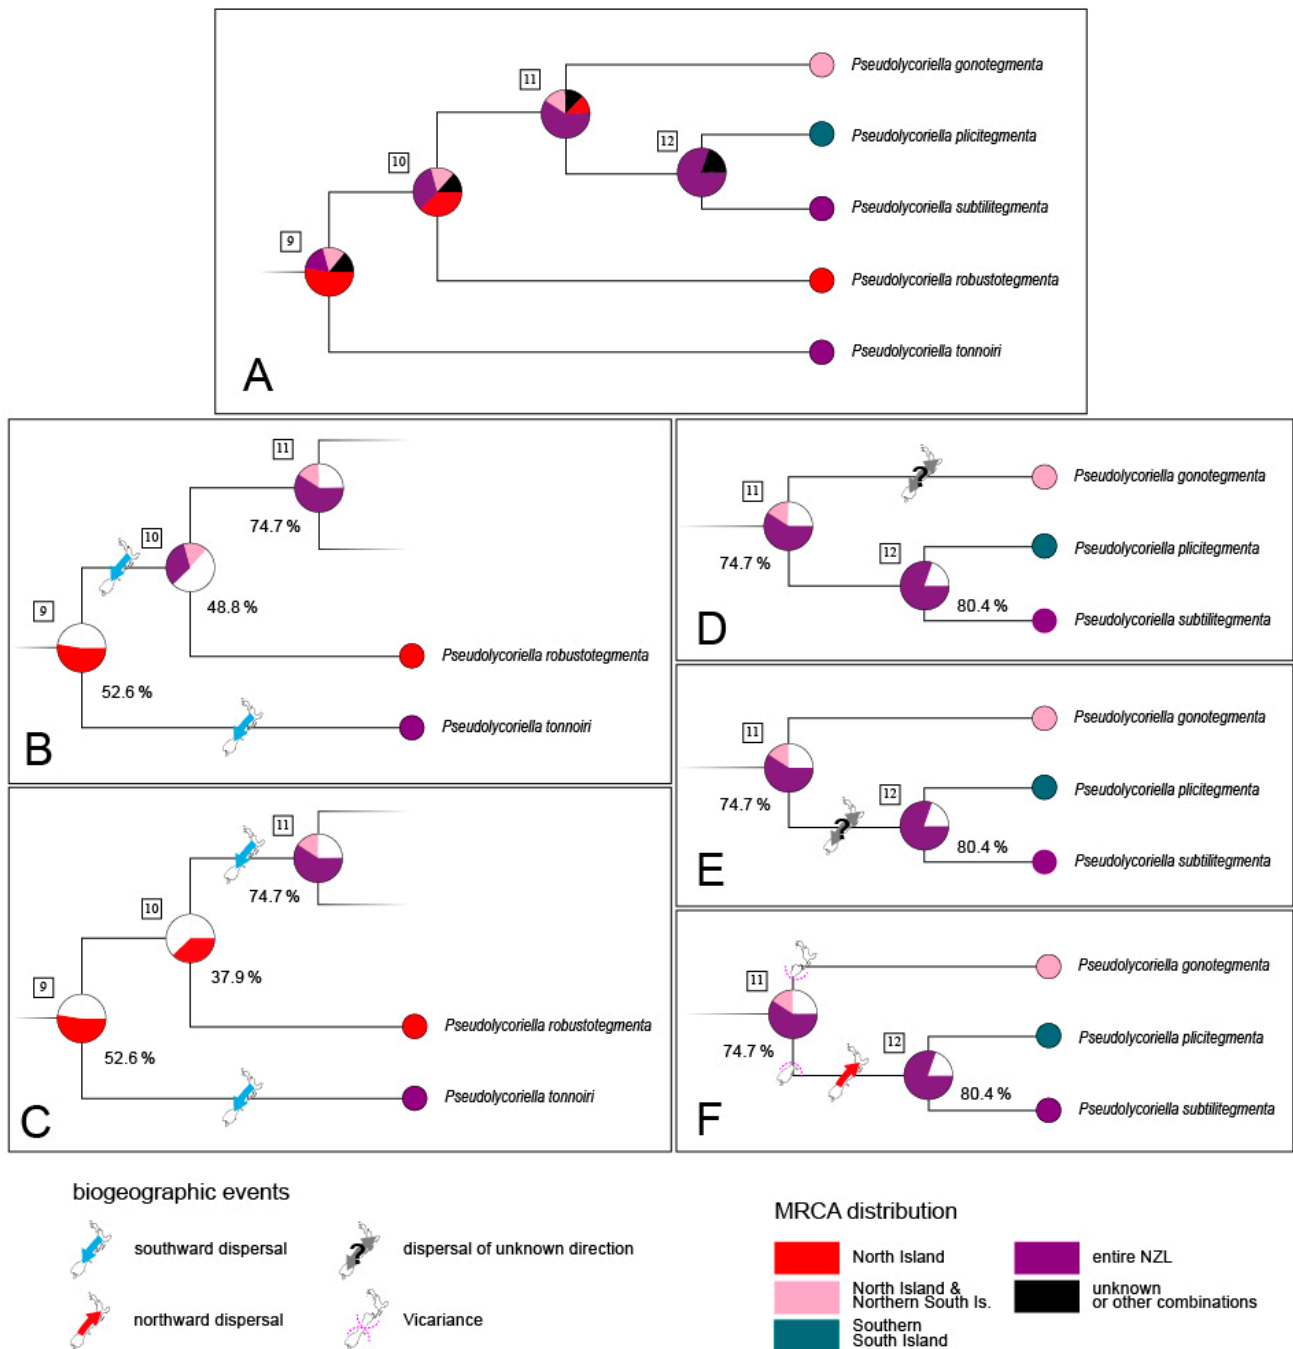 11
Pseudolycoriella gonotegmenta
12
Pseudolycoriella plicitegmenta
10
Pseudolycoriella subtilitegmenta
9
Pseudolycoriella robustotegmenta
Pseudolycoriella tonnoiri
A
11
74.7 %
10
48.8 %
9
52.6 %
Pseudolycoriella robustotegmenta
Pseudolycoriella tonnoiri
B
11
74.7 %
10
37.9 %
9
52.6 %
Pseudolycoriella robustotegmenta
Pseudolycoriella tonnoiri
C
?
Pseudolycoriella gonotegmenta
11
74.7 %
12
Pseudolycoriella plicitegmenta
80.4 %
Pseudolycoriella subtilitegmenta
D
Pseudolycoriella gonotegmenta
11
74.7 %
?
12
Pseudolycoriella plicitegmenta
80.4 %
Pseudolycoriella subtilitegmenta
E
Pseudolycoriella gonotegmenta
11
74.7 %
12
Pseudolycoriella plicitegmenta
80.4 %
Pseudolycoriella subtilitegmenta
F
biogeographic events
southward dispersal
?
dispersal of unknown direction
northward dispersal
Vicariance
MRCA distribution
North Island
North Island &
Northern South Is.
Southern
South Island
entire NZL
unknown
or other combinations